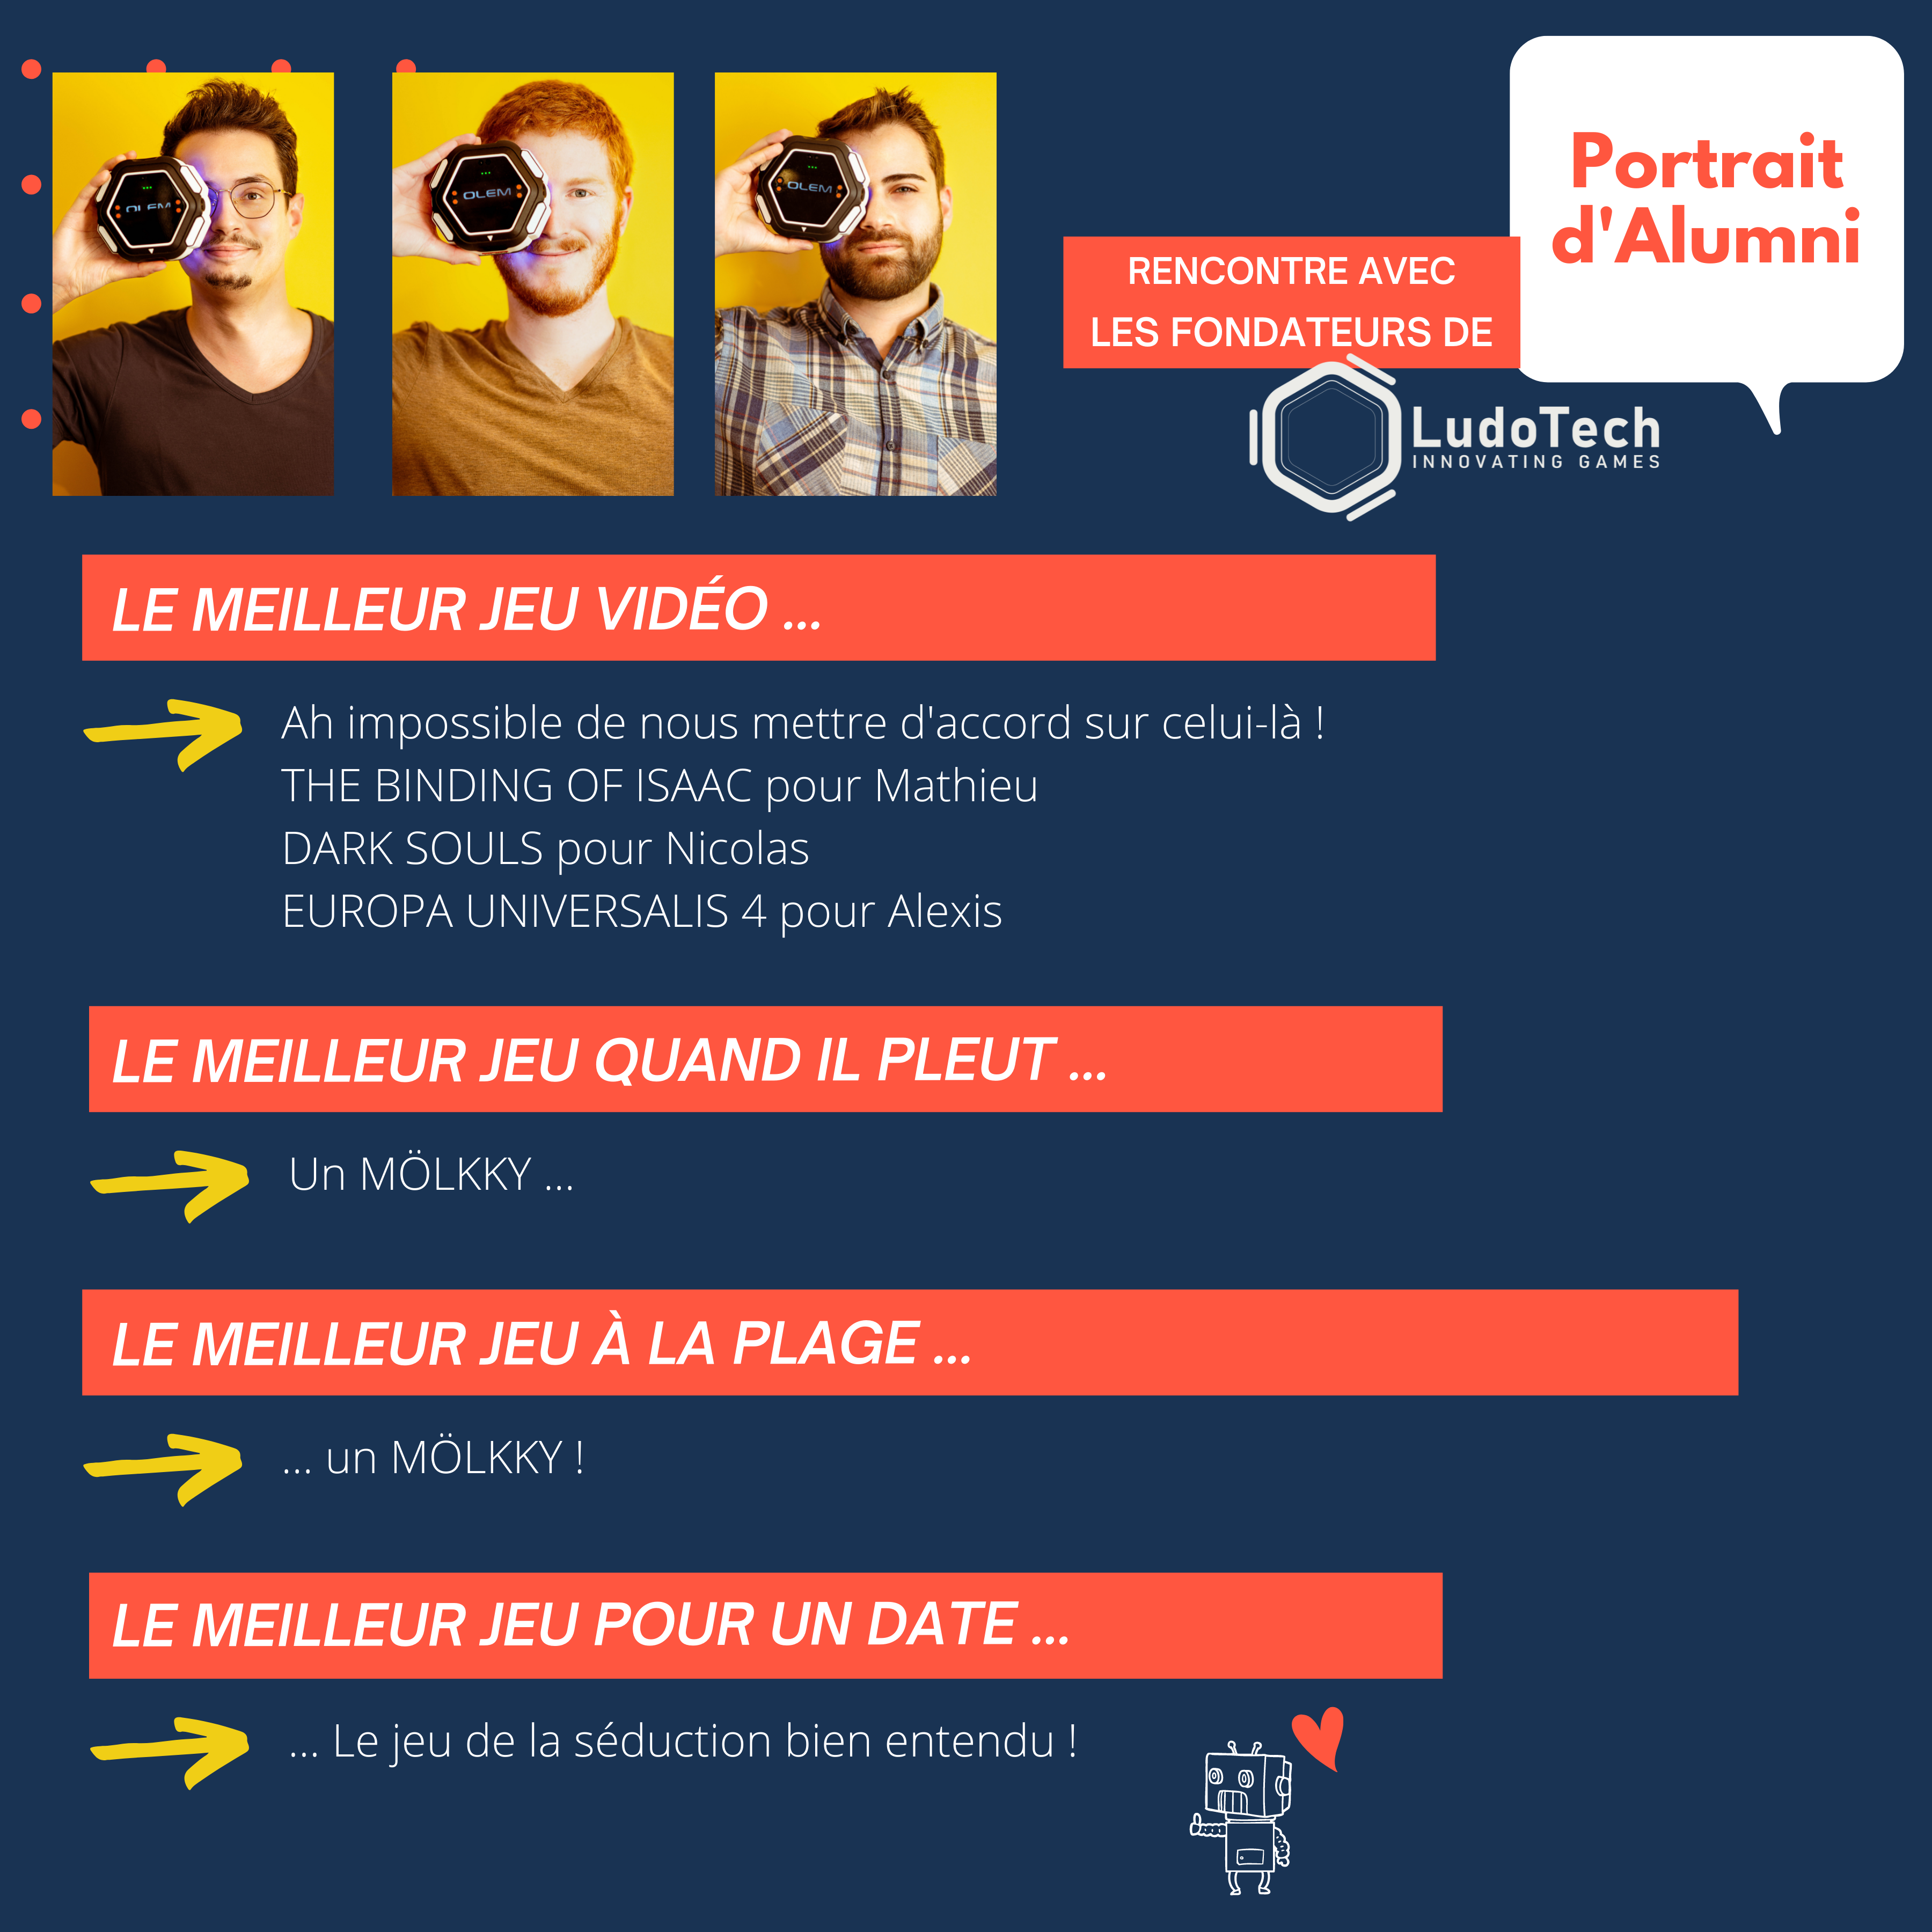 Portrait
d'Alumni
RENCONTRE AVEC
LES FONDATEURS DE
LudoTech
INNOVATING GAMES
OLEM
OLEM
OLEM
LE MEILLEUR JEU VIDÉO ...
Ah impossible de nous mettre d'accord sur celui-là !
THE BINDING OF ISAAC pour Mathieu
DARK SOULS pour Nicolas
EUROPA UNIVERSALIS 4 pour Alexis
LE MEILLEUR JEU QUAND IL PLEUT ...
Un MÖLKKY ...
LE MEILLEUR JEU À LA PLAGE ...
... un MÖLKKY !
LE MEILLEUR JEU POUR UN DATE ...
... Le jeu de la séduction bien entendu !